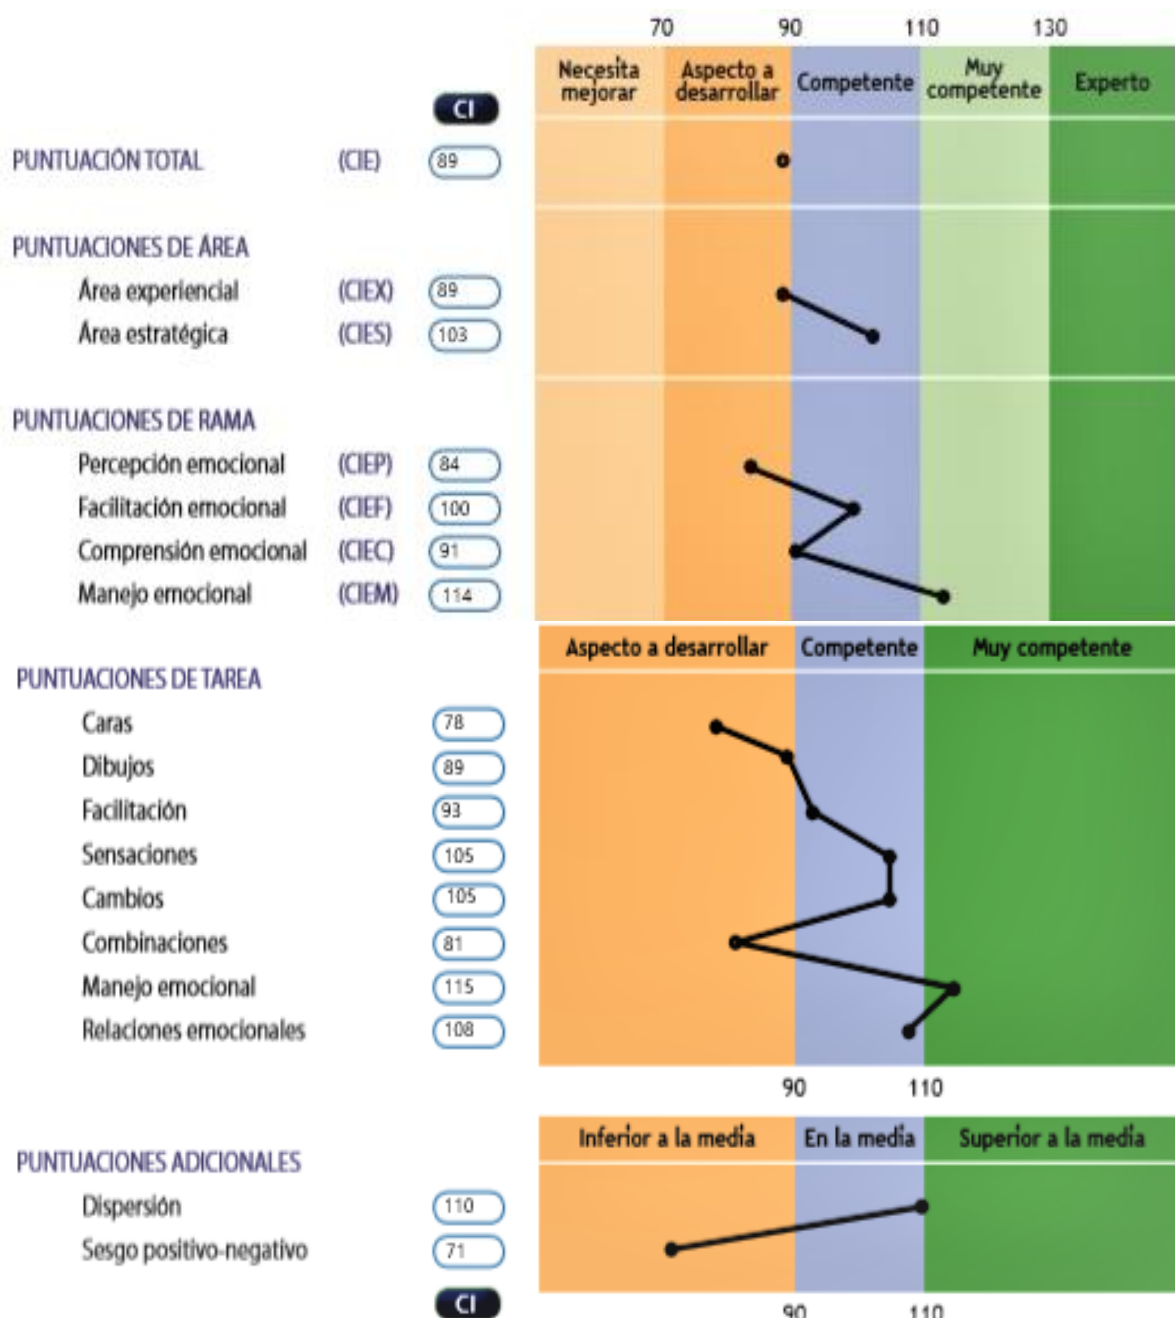 70 90 110 130
Necesita mejorar
Aspecto a desarrollar
Competente
Muy competente
Experto
CI
PUNTUACIÓN TOTAL (CIE) 89
PUNTUACIONES DE ÁREA
Área experiencial (CIEX) 89
Área estratégica (CIES) 103
PUNTUACIONES DE RAMA
Percepción emocional (CIEP) 84
Facilitación emocional (CIEF) 100
Comprensión emocional (CIEC) 91
Manejo emocional (CIEM) 114
Aspecto a desarrollar Competente Muy competente
PUNTUACIONES DE TAREA
Caras 78
Dibujos 89
Facilitación 93
Sensaciones 105
Cambios 105
Combinaciones 81
Manejo emocional 115
Relaciones emocionales 108
90 110
Inferior a la media En la media Superior a la media
PUNTUACIONES ADICIONALES
Dispersión 110
Sesgo positivo-negativo 71
CI
90 110